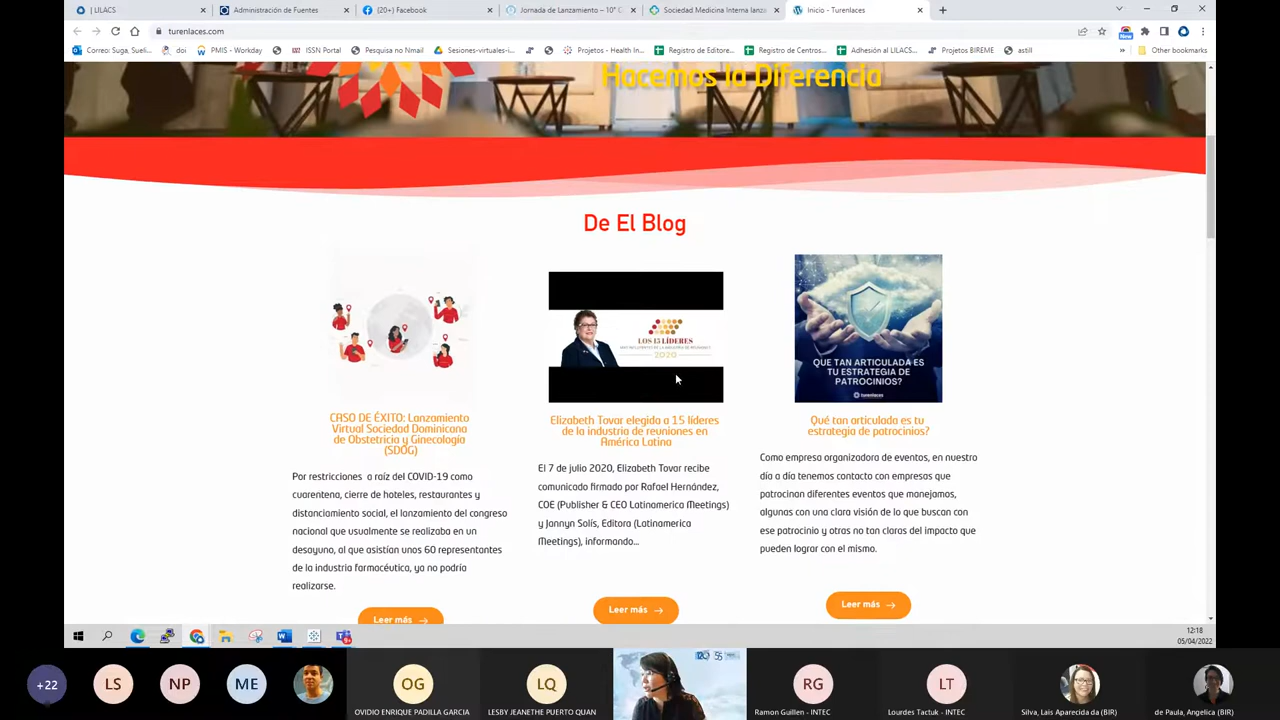 | LILACS
Administración de Fuentes
(20+) Facebook
Jornada de Lanzamiento – 10° C
Sociedad Medicina Interna lanza
Inicio - Turenlaces
turenlaces.com
New
Correo: Suga, Sueli...
doi
PMIS - Workday
ISSN Portal
Pesquisa no Nmail
Sesiones-virtuales-i...
Projetos - Health In...
Registro de Editore...
Registro de Centros...
Adhesión al LILACS...
Projetos BIREME
astill
Other bookmarks
Hacemos la Diferencia
De El Blog
LOS 15 LÍDERES
2020
QUE TAN ARTICULADA ES
TU ESTRATEGIA DE
PATROCINIOS?
turenlaces
CASO DE ÉXITO: Lanzamiento
Virtual Sociedad Dominicana
de Obstetricia y Ginecología
(SDOG)
Por restricciones a raíz del COVID-19 como
cuarentena, cierre de hoteles, restaurantes y
distanciamiento social, el lanzamiento del congreso
nacional que usualmente se realizaba en un
desayuno, al que asistían unos 60 representantes
de la industria farmacéutica, ya no podría
realizarse.
Leer más
Elizabeth Tovar elegida a 15 líderes
de la industria de reuniones en
América Latina
El 7 de julio 2020, Elizabeth Tovar recibe
comunicado firmado por Rafael Hernández,
COE (Publisher & CEO Latinamerica Meetings)
y Jannyn Solís, Editora (Latinamerica
Meetings), informando...
Leer más
Qué tan articulada es tu
estrategia de patrocinios?
Como empresa organizadora de eventos, en nuestro
día a día tenemos contacto con empresas que
patrocinan diferentes eventos que manejamos,
algunas con una clara visión de lo que buscan con
ese patrocinio y otras no tan claras del impacto que
pueden lograr con el mismo.
Leer más
12:18
05/04/2022
+22
LS
NP
ME
OG
OVIDIO ENRIQUE PADILLA GARCIA
LQ
LESBY JEANETHE PUERTO QUAN
120
55
RG
Ramon Guillen - INTEC
LT
Lourdes Tactuk - INTEC
Silva, Lais Aparecida da (BIR)
de Paula, Angelica (BIR)